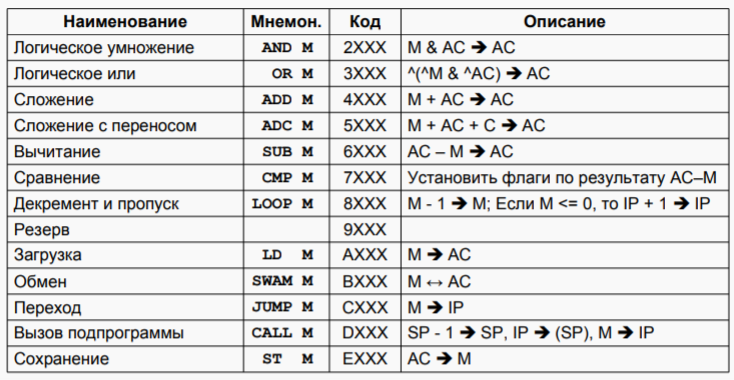 Наименование Мнемон. Код Описание
Логическое умножение AND M 2XXX M & AC ➔ AC
Логическое или OR M 3XXX ^(^M & ^AC) ➔ AC
Сложение ADD M 4XXX M + AC ➔ AC
Сложение с переносом ADC M 5XXX M + AC + C ➔ AC
Вычитание SUB M 6XXX AC – M ➔ AC
Сравнение CMP M 7XXX Установить флаги по результату AC–M
Декремент и пропуск LOOP M 8XXX M - 1 ➔ M; Если M <= 0, то IP + 1 ➔ IP
Резерв 9XXX
Загрузка LD M AXXX M ➔ AC
Обмен SWAM M BXXX M ↔ AC
Переход JUMP M CXXX M ➔ IP
Вызов подпрограммы CALL M DXXX SP - 1 ➔ SP, IP ➔ (SP), M ➔ IP
Сохранение ST M EXXX AC ➔ M